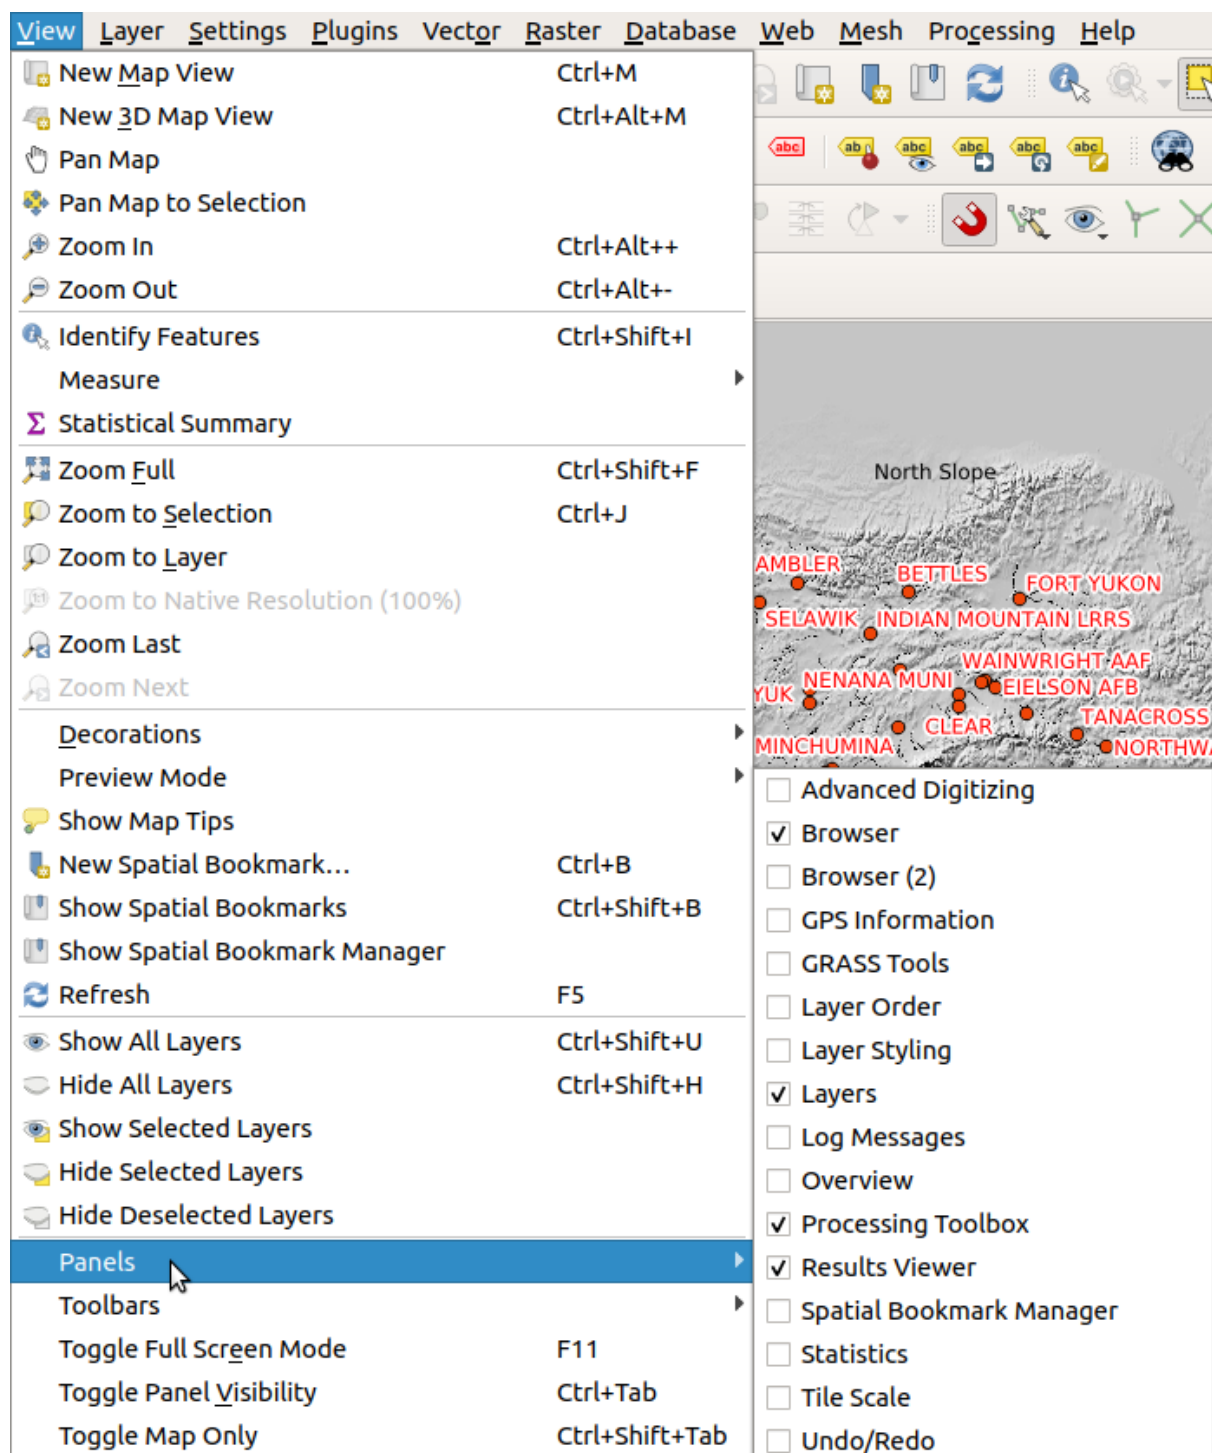 View Layer Settings Plugins Vector Raster Database Web Mesh Processing Help
New Map View Ctrl+M
New 3D Map View Ctrl+Alt+M
Pan Map
Pan Map to Selection
Zoom In Ctrl+Alt++
Zoom Out Ctrl+Alt+-
Identify Features Ctrl+Shift+I
Measure
Statistical Summary
Zoom Full Ctrl+Shift+F
Zoom to Selection Ctrl+J
Zoom to Layer
Zoom to Native Resolution (100%)
Zoom Last
Zoom Next
Decorations
Preview Mode
Show Map Tips
New Spatial Bookmark... Ctrl+B
Show Spatial Bookmarks Ctrl+Shift+B
Show Spatial Bookmark Manager
Refresh F5
Show All Layers Ctrl+Shift+U
Hide All Layers Ctrl+Shift+H
Show Selected Layers
Hide Selected Layers
Hide Deselected Layers
Panels
Toolbars
Toggle Full Screen Mode F11
Toggle Panel Visibility Ctrl+Tab
Toggle Map Only Ctrl+Shift+Tab
abc ab abc abc abc abc
North Slope
AMBLER
BETTLES
FORT YUKON
SELAWIK
INDIAN MOUNTAIN LRRS
WAINWRIGHT AAF
NENANA MUNI
EIELSON AFB
YUK
CLEAR
TANACROSS
MINCHUMINA
NORTHWA
Advanced Digitizing
Browser
Browser (2)
GPS Information
GRASS Tools
Layer Order
Layer Styling
Layers
Log Messages
Overview
Processing Toolbox
Results Viewer
Spatial Bookmark Manager
Statistics
Tile Scale
Undo/Redo